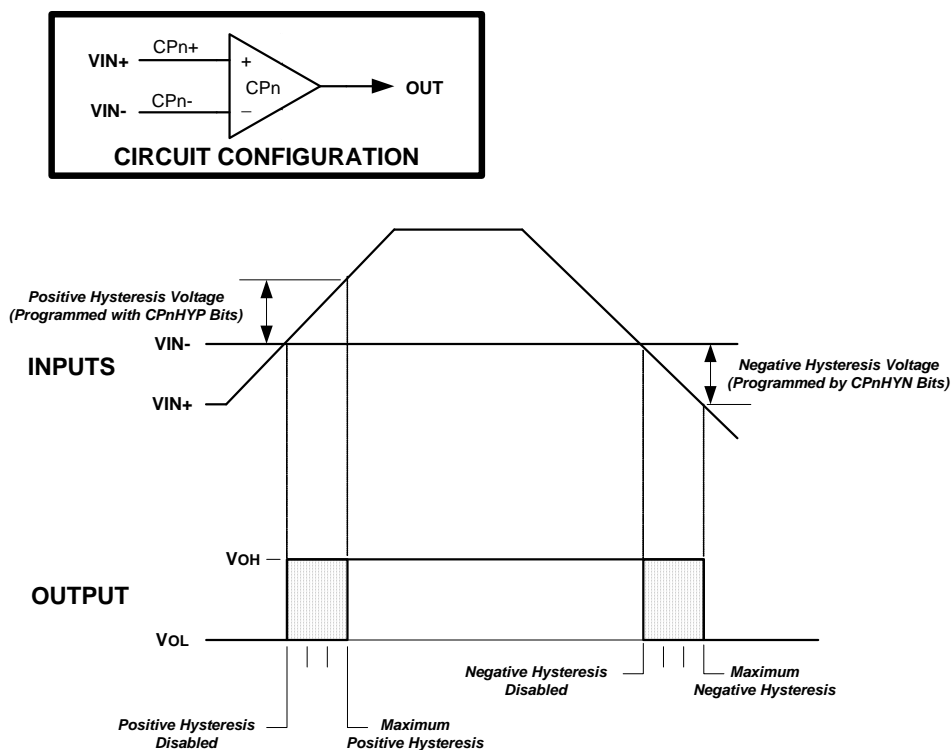 VIN+
CPn+
+
CPn
OUT
VIN-
CPn-
–
CIRCUIT CONFIGURATION
Positive Hysteresis Voltage
(Programmed with CPnHYP Bits)
VIN-
INPUTS
VIN+
Negative Hysteresis Voltage
(Programmed by CPnHYN Bits)
VOH
OUTPUT
VOL
Negative Hysteresis
Disabled
Maximum
Negative Hysteresis
Positive Hysteresis
Disabled
Maximum
Positive Hysteresis